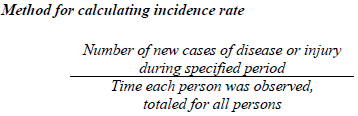 Method for calculating incidence rate
Number of new cases of disease or injury
during specified period
Time each person was observed,
totaled for all persons